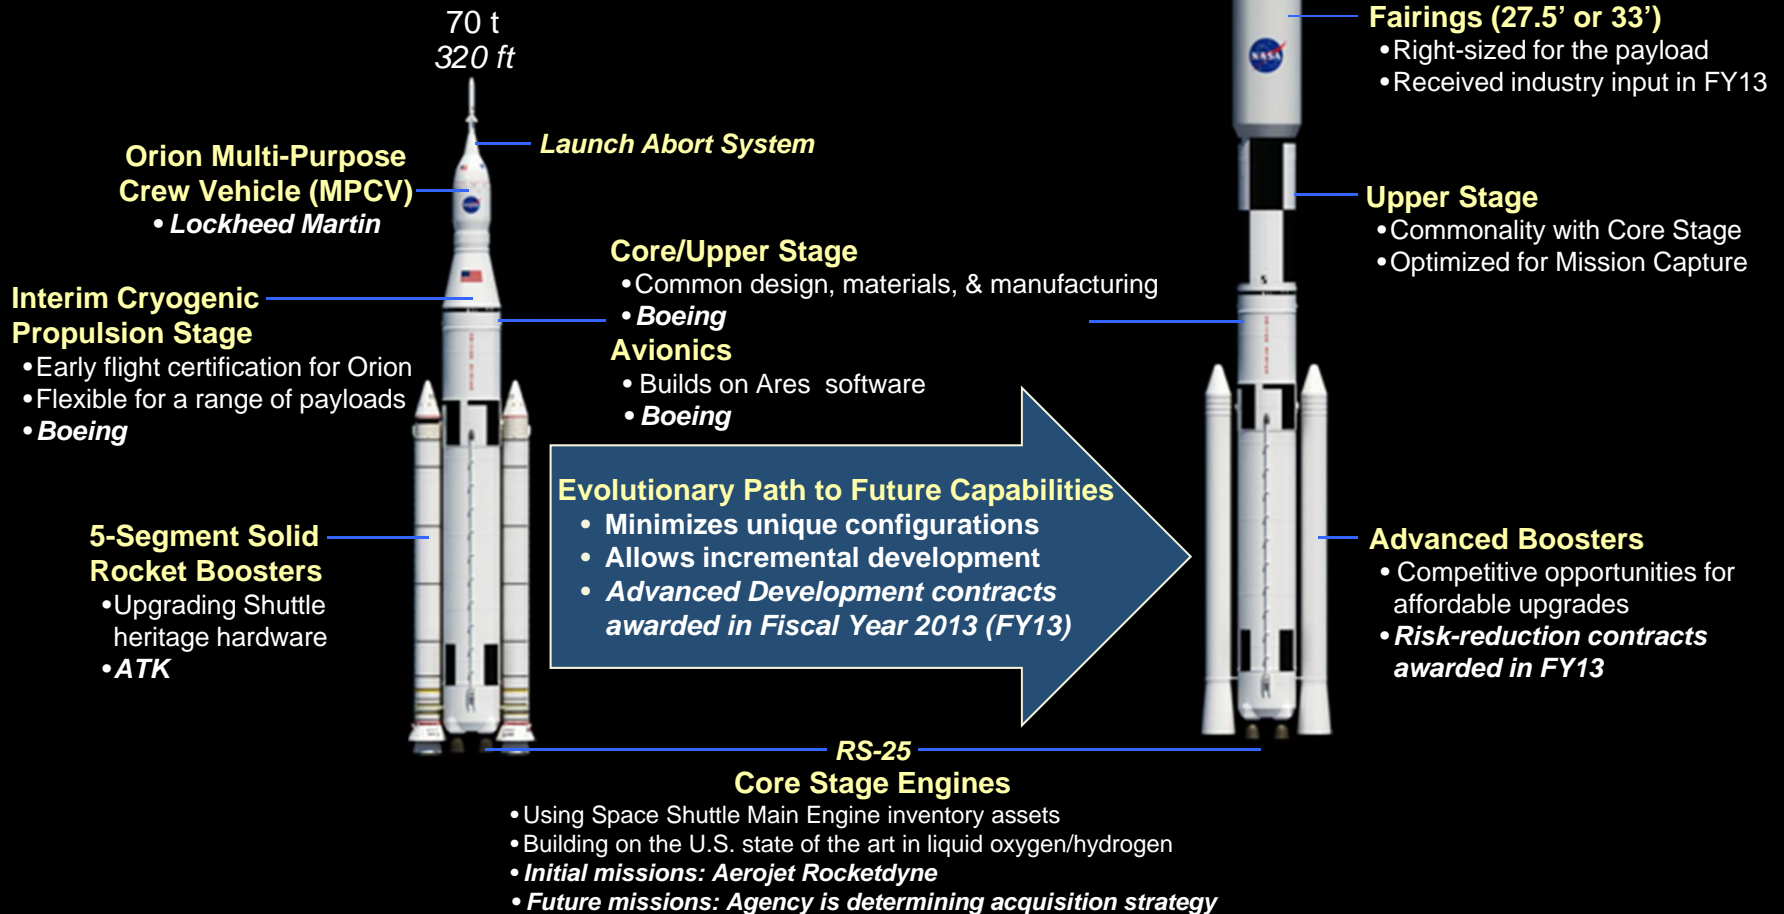 70 t
320 ft
Launch Abort System
Orion Multi-Purpose
Crew Vehicle (MPCV)
• Lockheed Martin
Interim Cryogenic
Propulsion Stage
• Early flight certification for Orion
• Flexible for a range of payloads
• Boeing
5-Segment Solid
Rocket Boosters
• Upgrading Shuttle
heritage hardware
• ATK
Core/Upper Stage
• Common design, materials, & manufacturing
• Boeing
Avionics
• Builds on Ares software
• Boeing
Evolutionary Path to Future Capabilities
• Minimizes unique configurations
• Allows incremental development
• Advanced Development contracts
awarded in Fiscal Year 2013 (FY13)
Fairings (27.5’ or 33’)
• Right-sized for the payload
• Received industry input in FY13
NASA
Upper Stage
• Commonality with Core Stage
• Optimized for Mission Capture
Advanced Boosters
• Competitive opportunities for
affordable upgrades
• Risk-reduction contracts
awarded in FY13
RS-25
Core Stage Engines
• Using Space Shuttle Main Engine inventory assets
• Building on the U.S. state of the art in liquid oxygen/hydrogen
• Initial missions: Aerojet Rocketdyne
• Future missions: Agency is determining acquisition strategy